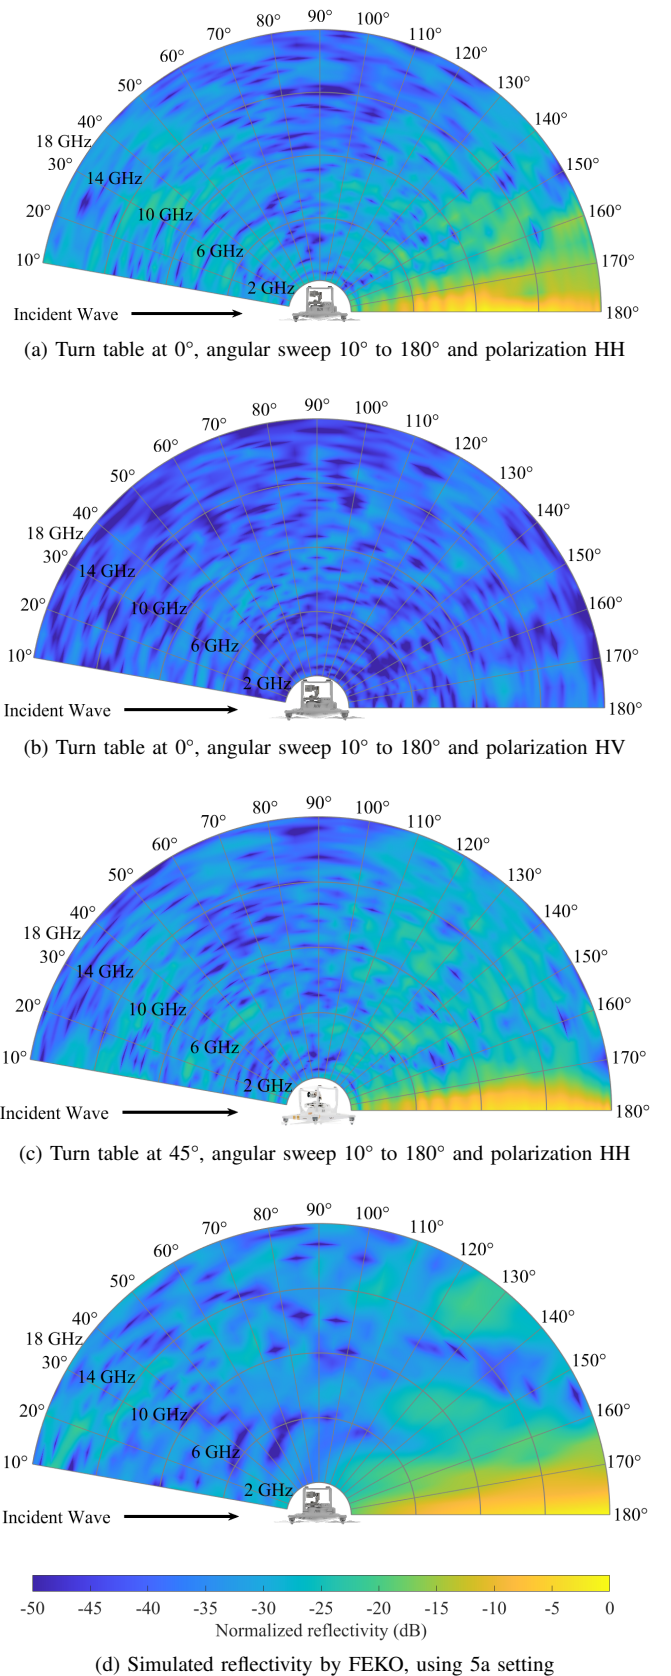 90°
80° 100°
70° 110°
60° 120°
50° 130°
40° 140°
18 GHz
30° 150°
14 GHz
20° 10 GHz 160°
6 GHz
10° 170°
2 GHz
Incident Wave 180°
(a) Turn table at 0°, angular sweep 10° to 180° and polarization HH
90°
80° 100°
70° 110°
60° 120°
50° 130°
40° 140°
18 GHz
30° 150°
14 GHz
20° 10 GHz 160°
6 GHz
10° 170°
2 GHz
Incident Wave 180°
(b) Turn table at 0°, angular sweep 10° to 180° and polarization HV
90°
80° 100°
70° 110°
60° 120°
50° 130°
40° 140°
18 GHz
30° 150°
14 GHz
20° 10 GHz 160°
6 GHz
10° 170°
2 GHz
Incident Wave 180°
(c) Turn table at 45°, angular sweep 10° to 180° and polarization HH
90°
80° 100°
70° 110°
60° 120°
50° 130°
40° 140°
18 GHz
30° 150°
14 GHz
20° 10 GHz 160°
6 GHz
10° 170°
2 GHz
Incident Wave 180°
-50 -45 -40 -35 -30 -25 -20 -15 -10 -5 0
Normalized reflectivity (dB)
(d) Simulated reflectivity by FEKO, using 5a setting